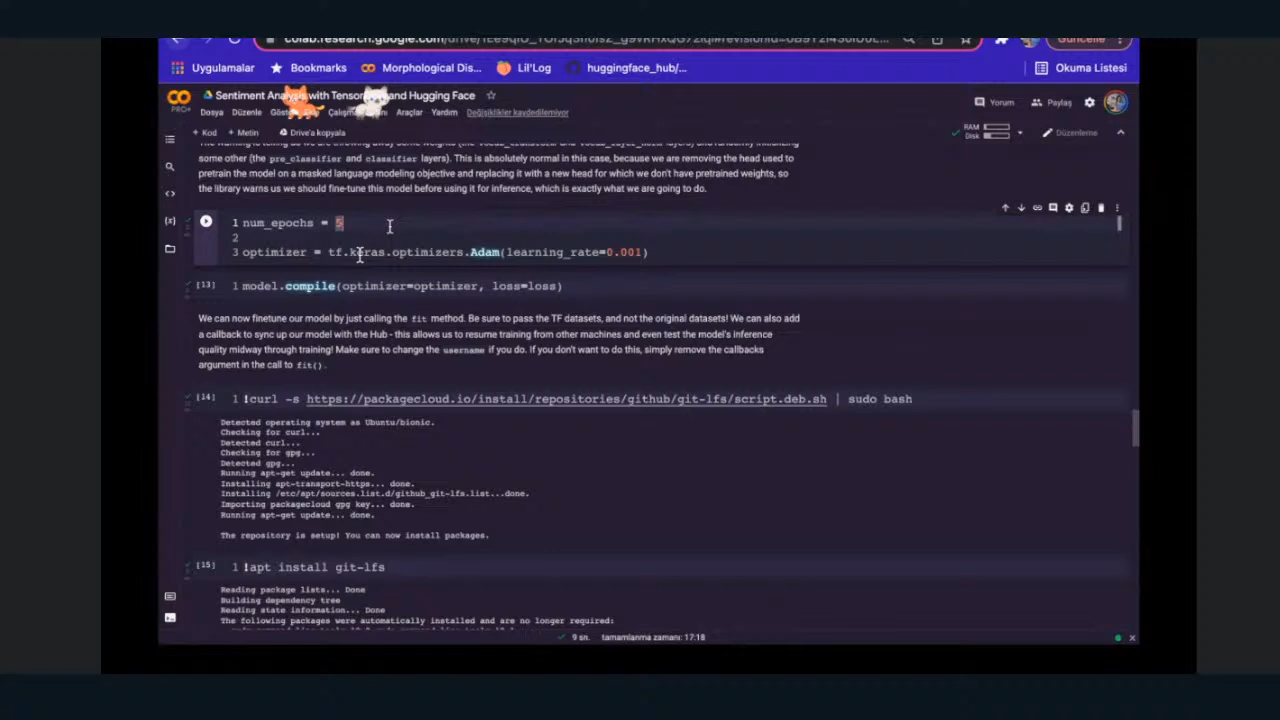 Uygulamalar Bookmarks Morphological Dis... Lil'Log huggingface_hub/... Okuma Listesi
Sentiment Analysis with and Hugging Face
PRO+ Dosya Düzenle Araçlar Yardım Değişiklikler kaydedilemiyor Yorum Paylaş
+ Kod + Metin Drive'a kopyala RAM Disk Düzenleme
some other (the pre_classifier and classifier layers). This is absolutely normal in this case, because we are removing the head used to
pretrain the model on a masked language modeling objective and replacing it with a new head for which we don't have pretrained weights, so
the library warns us we should fine-tune this model before using it for inference, which is exactly what we are going to do.
1 num_epochs = 5
2
3 optimizer = tf.keras.optimizers.Adam(learning_rate=0.001)
[13] 1 model.compile(optimizer=optimizer, loss=loss)
We can now finetune our model by just calling the fit method. Be sure to pass the TF datasets, and not the original datasets! We can also add
a callback to sync up our model with the Hub - this allows us to resume training from other machines and even test the model's inference
quality midway through training! Make sure to change the username if you do. If you don't want to do this, simply remove the callbacks
argument in the call to fit().
[14] 1 !curl -s https://packagecloud.io/install/repositories/github/git-lfs/script.deb.sh | sudo bash
Detected operating system as Ubuntu/bionic.
Checking for curl...
Detected curl...
Checking for gpg...
Detected gpg...
Running apt-get update... done.
Installing apt-transport-https... done.
Installing /etc/apt/sources.list.d/github_git-lfs.list...done.
Importing packagecloud gpg key... done.
Running apt-get update... done.
The repository is setup! You can now install packages.
[15] 1 !apt install git-lfs
Reading package lists... Done
Building dependency tree
Reading state information... Done
The following packages were automatically installed and are no longer required:
9 sn. tamamlanma zamanı: 17:18